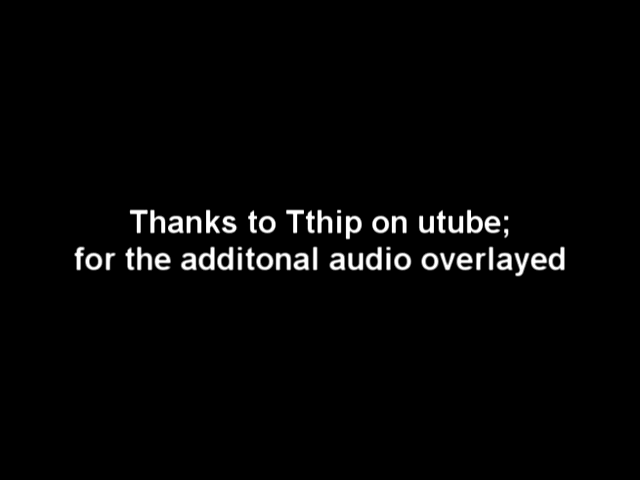 Thanks to Tthip on utube;
for the additonal audio overlayed